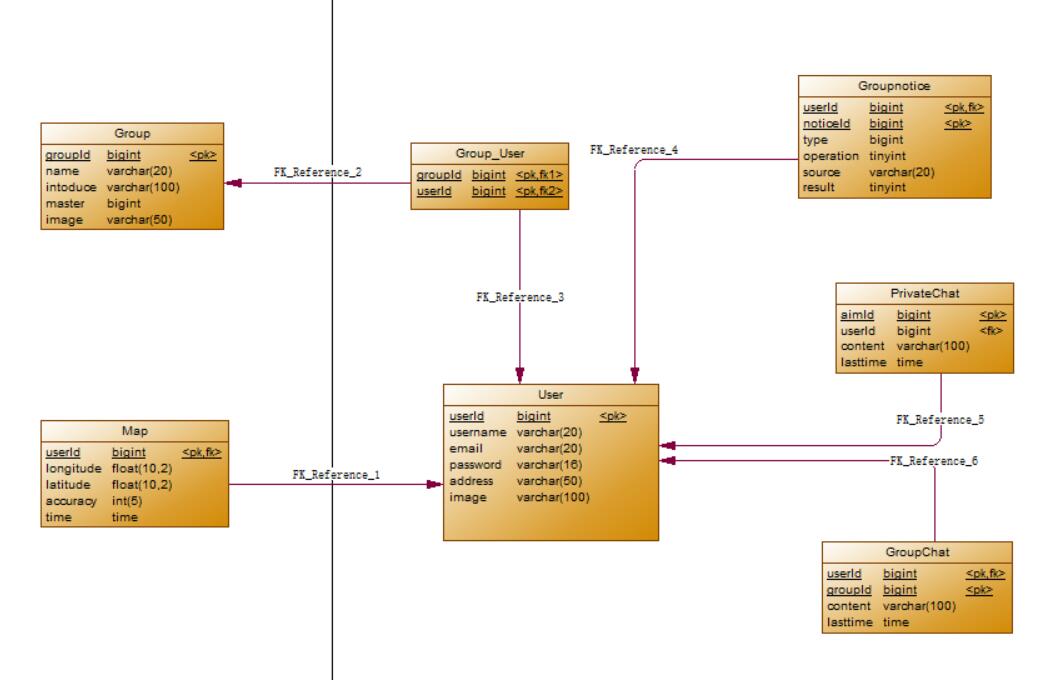 Groupnotice
userId bigint <pk,fk>
noticeId bigint <pk>
type bigint
operation tinyint
source varchar(20)
result tinyint
Group
groupId bigint <pk>
name varchar(20)
intoduce varchar(100)
master bigint
image varchar(50)
FK_Reference_2
Group_User
groupId bigint <pk,fk1>
userId bigint <pk,fk2>
FK_Reference_4
FK_Reference_3
PrivateChat
aimId bigint <pk>
userId bigint <fk>
content varchar(100)
lasttime time
User
userId bigint <pk>
username varchar(20)
email varchar(20)
password varchar(16)
address varchar(50)
image varchar(100)
FK_Reference_5
Map
userId bigint <pk,fk>
longitude float(10,2)
latitude float(10,2)
accuracy int(5)
time time
FK_Reference_1
FK_Reference_6
GroupChat
userId bigint <pk,fk>
groupId bigint <pk>
content varchar(100)
lasttime time